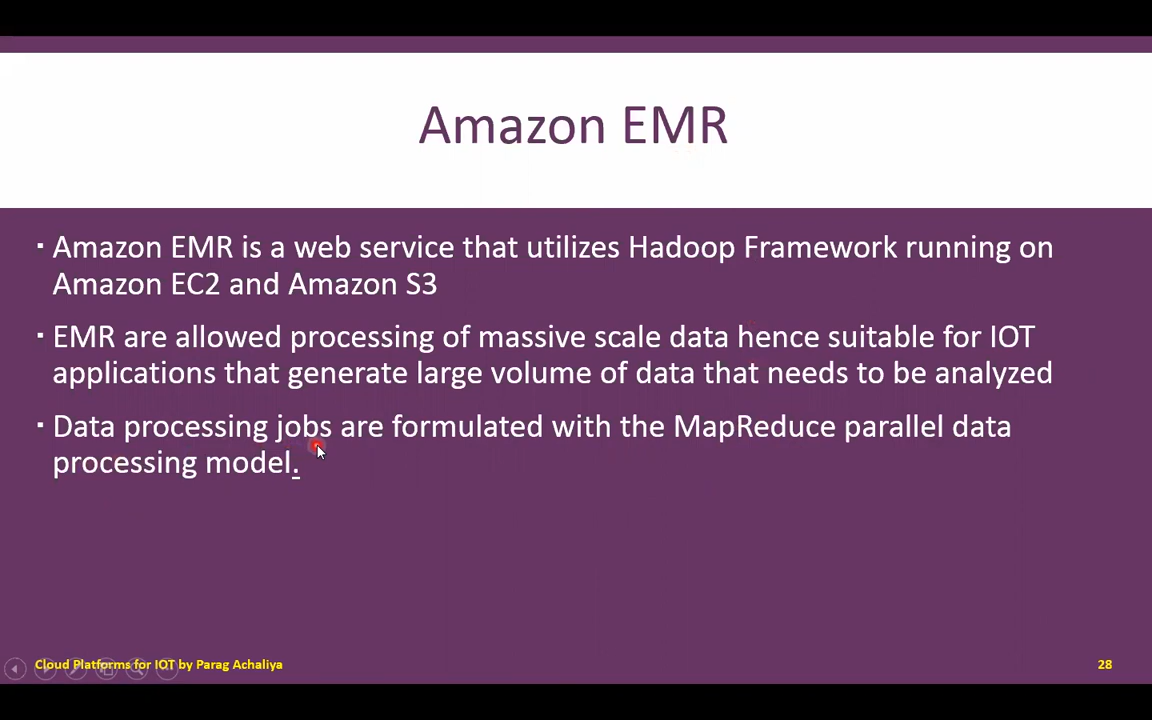 Amazon EMR
▪ Amazon EMR is a web service that utilizes Hadoop Framework running on
Amazon EC2 and Amazon S3
▪ EMR are allowed processing of massive scale data hence suitable for IOT
applications that generate large volume of data that needs to be analyzed
▪ Data processing jobs are formulated with the MapReduce parallel data
processing model.
Cloud Platforms for IOT by Parag Achaliya
28